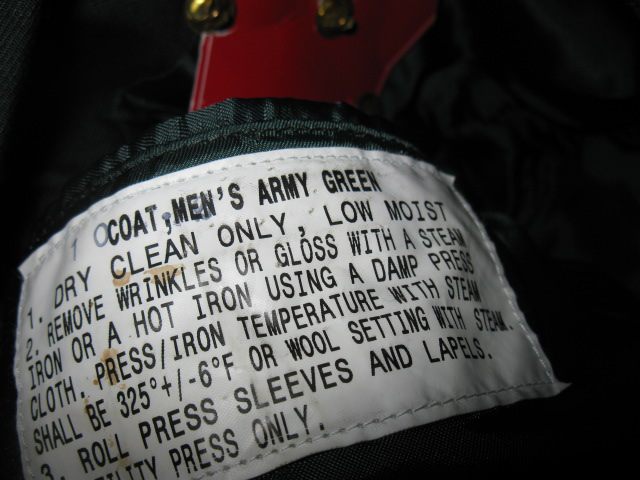 COAT,MEN'S ARMY GREEN
1. DRY CLEAN ONLY, LOW MOIST
2. REMOVE WRINKLES OR GLOSS WITH A STEAM
IRON OR A HOT IRON USING A DAMP PRESS
CLOTH. PRESS/IRON TEMPERATURE WITH STEAM
SHALL BE 325°+/-6°F OR WOOL SETTING WITH STEAM.
3. ROLL PRESS SLEEVES AND LAPELS.
PRESS ONLY.